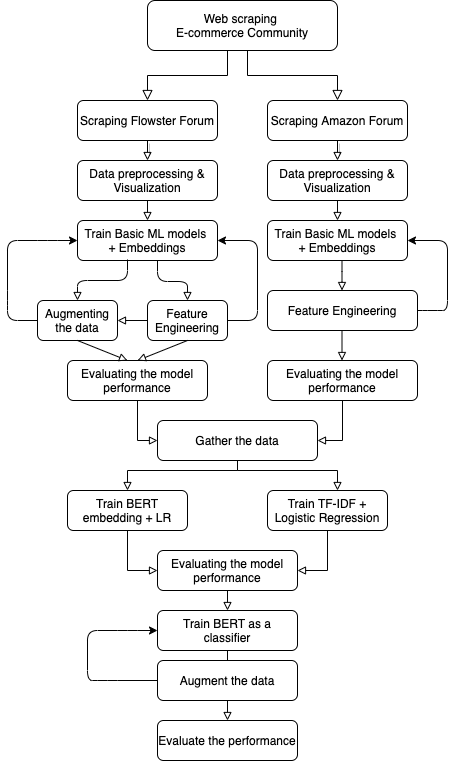 Web scraping
E-commerce Community
Scraping Flowster Forum
Scraping Amazon Forum
Data preprocessing &
Visualization
Data preprocessing &
Visualization
Train Basic ML models
+ Embeddings
Train Basic ML models
+ Embeddings
Augmenting
the data
Feature
Engineering
Feature Engineering
Evaluating the model
performance
Evaluating the model
performance
Gather the data
Train BERT
embedding + LR
Train TF-IDF +
Logistic Regression
Evaluating the model
performance
Train BERT as a
classifier
Augment the data
Evaluate the performance